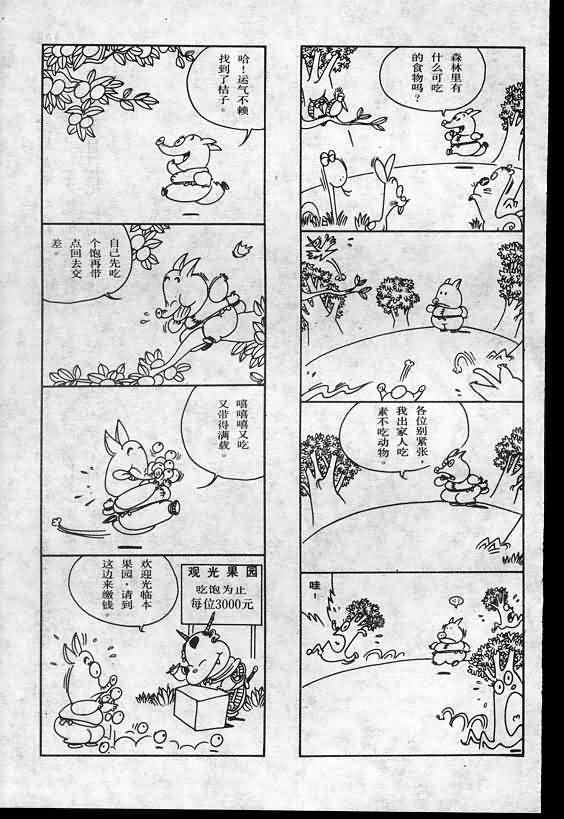 森林里有
什么可吃
的食物吗？
各位别紧张，
我出家人吃
素不吃动物。
哇！
哈！运气不赖
找到了桔子。
自己先吃
个饱再带
点回去交
差。
嘻嘻嘻又吃
又带得满载。
观光果园
吃饱为止
每位3000元
欢迎光临本
果园，请到
这边来缴钱。